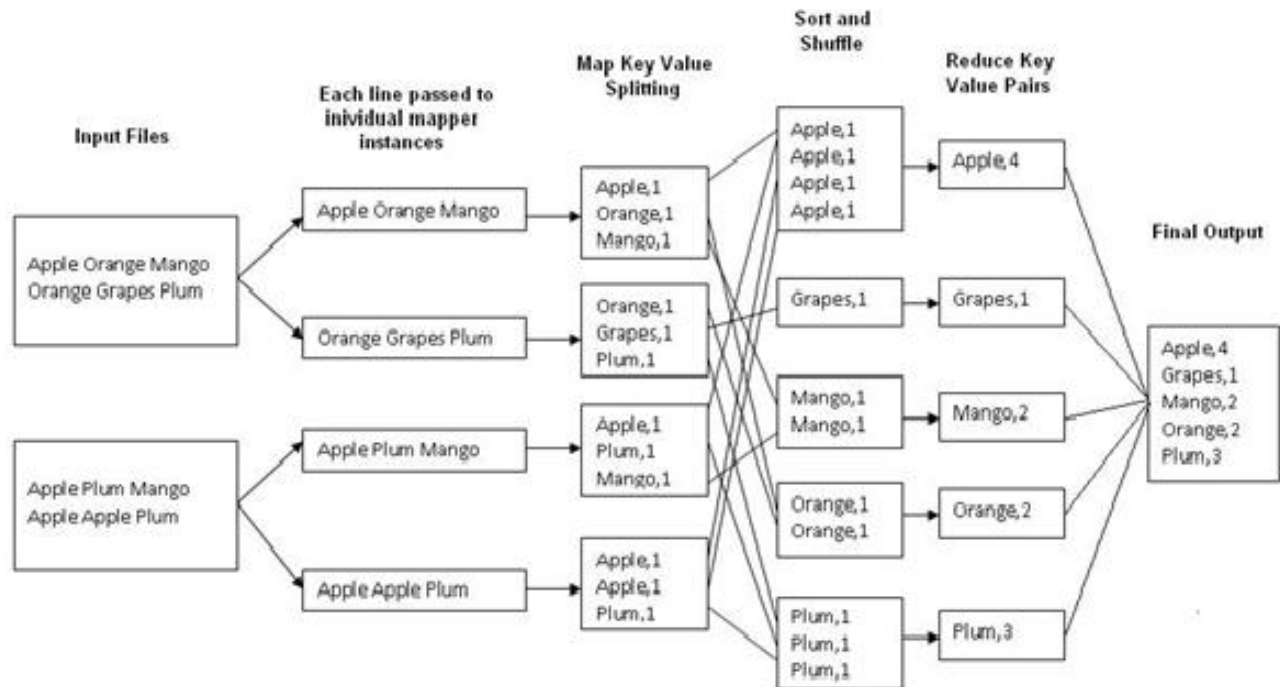 Input Files
Apple Orange Mango
Orange Grapes Plum
Apple Plum Mango
Apple Apple Plum
Each line passed to
inividual mapper
instances
Apple Orange Mango
Orange Grapes Plum
Apple Plum Mango
Apple Apple Plum
Map Key Value
Splitting
Apple,1
Orange,1
Mango,1
Orange,1
Grapes,1
Plum,1
Apple,1
Plum,1
Mango,1
Apple,1
Apple,1
Plum,1
Sort and
Shuffle
Apple,1
Apple,1
Apple,1
Apple,1
Grapes,1
Mango,1
Mango,1
Orange,1
Orange,1
Plum,1
Plum,1
Plum,1
Reduce Key
Value Pairs
Apple,4
Grapes,1
Mango,2
Orange,2
Plum,3
Final Output
Apple,4
Grapes,1
Mango,2
Orange,2
Plum,3